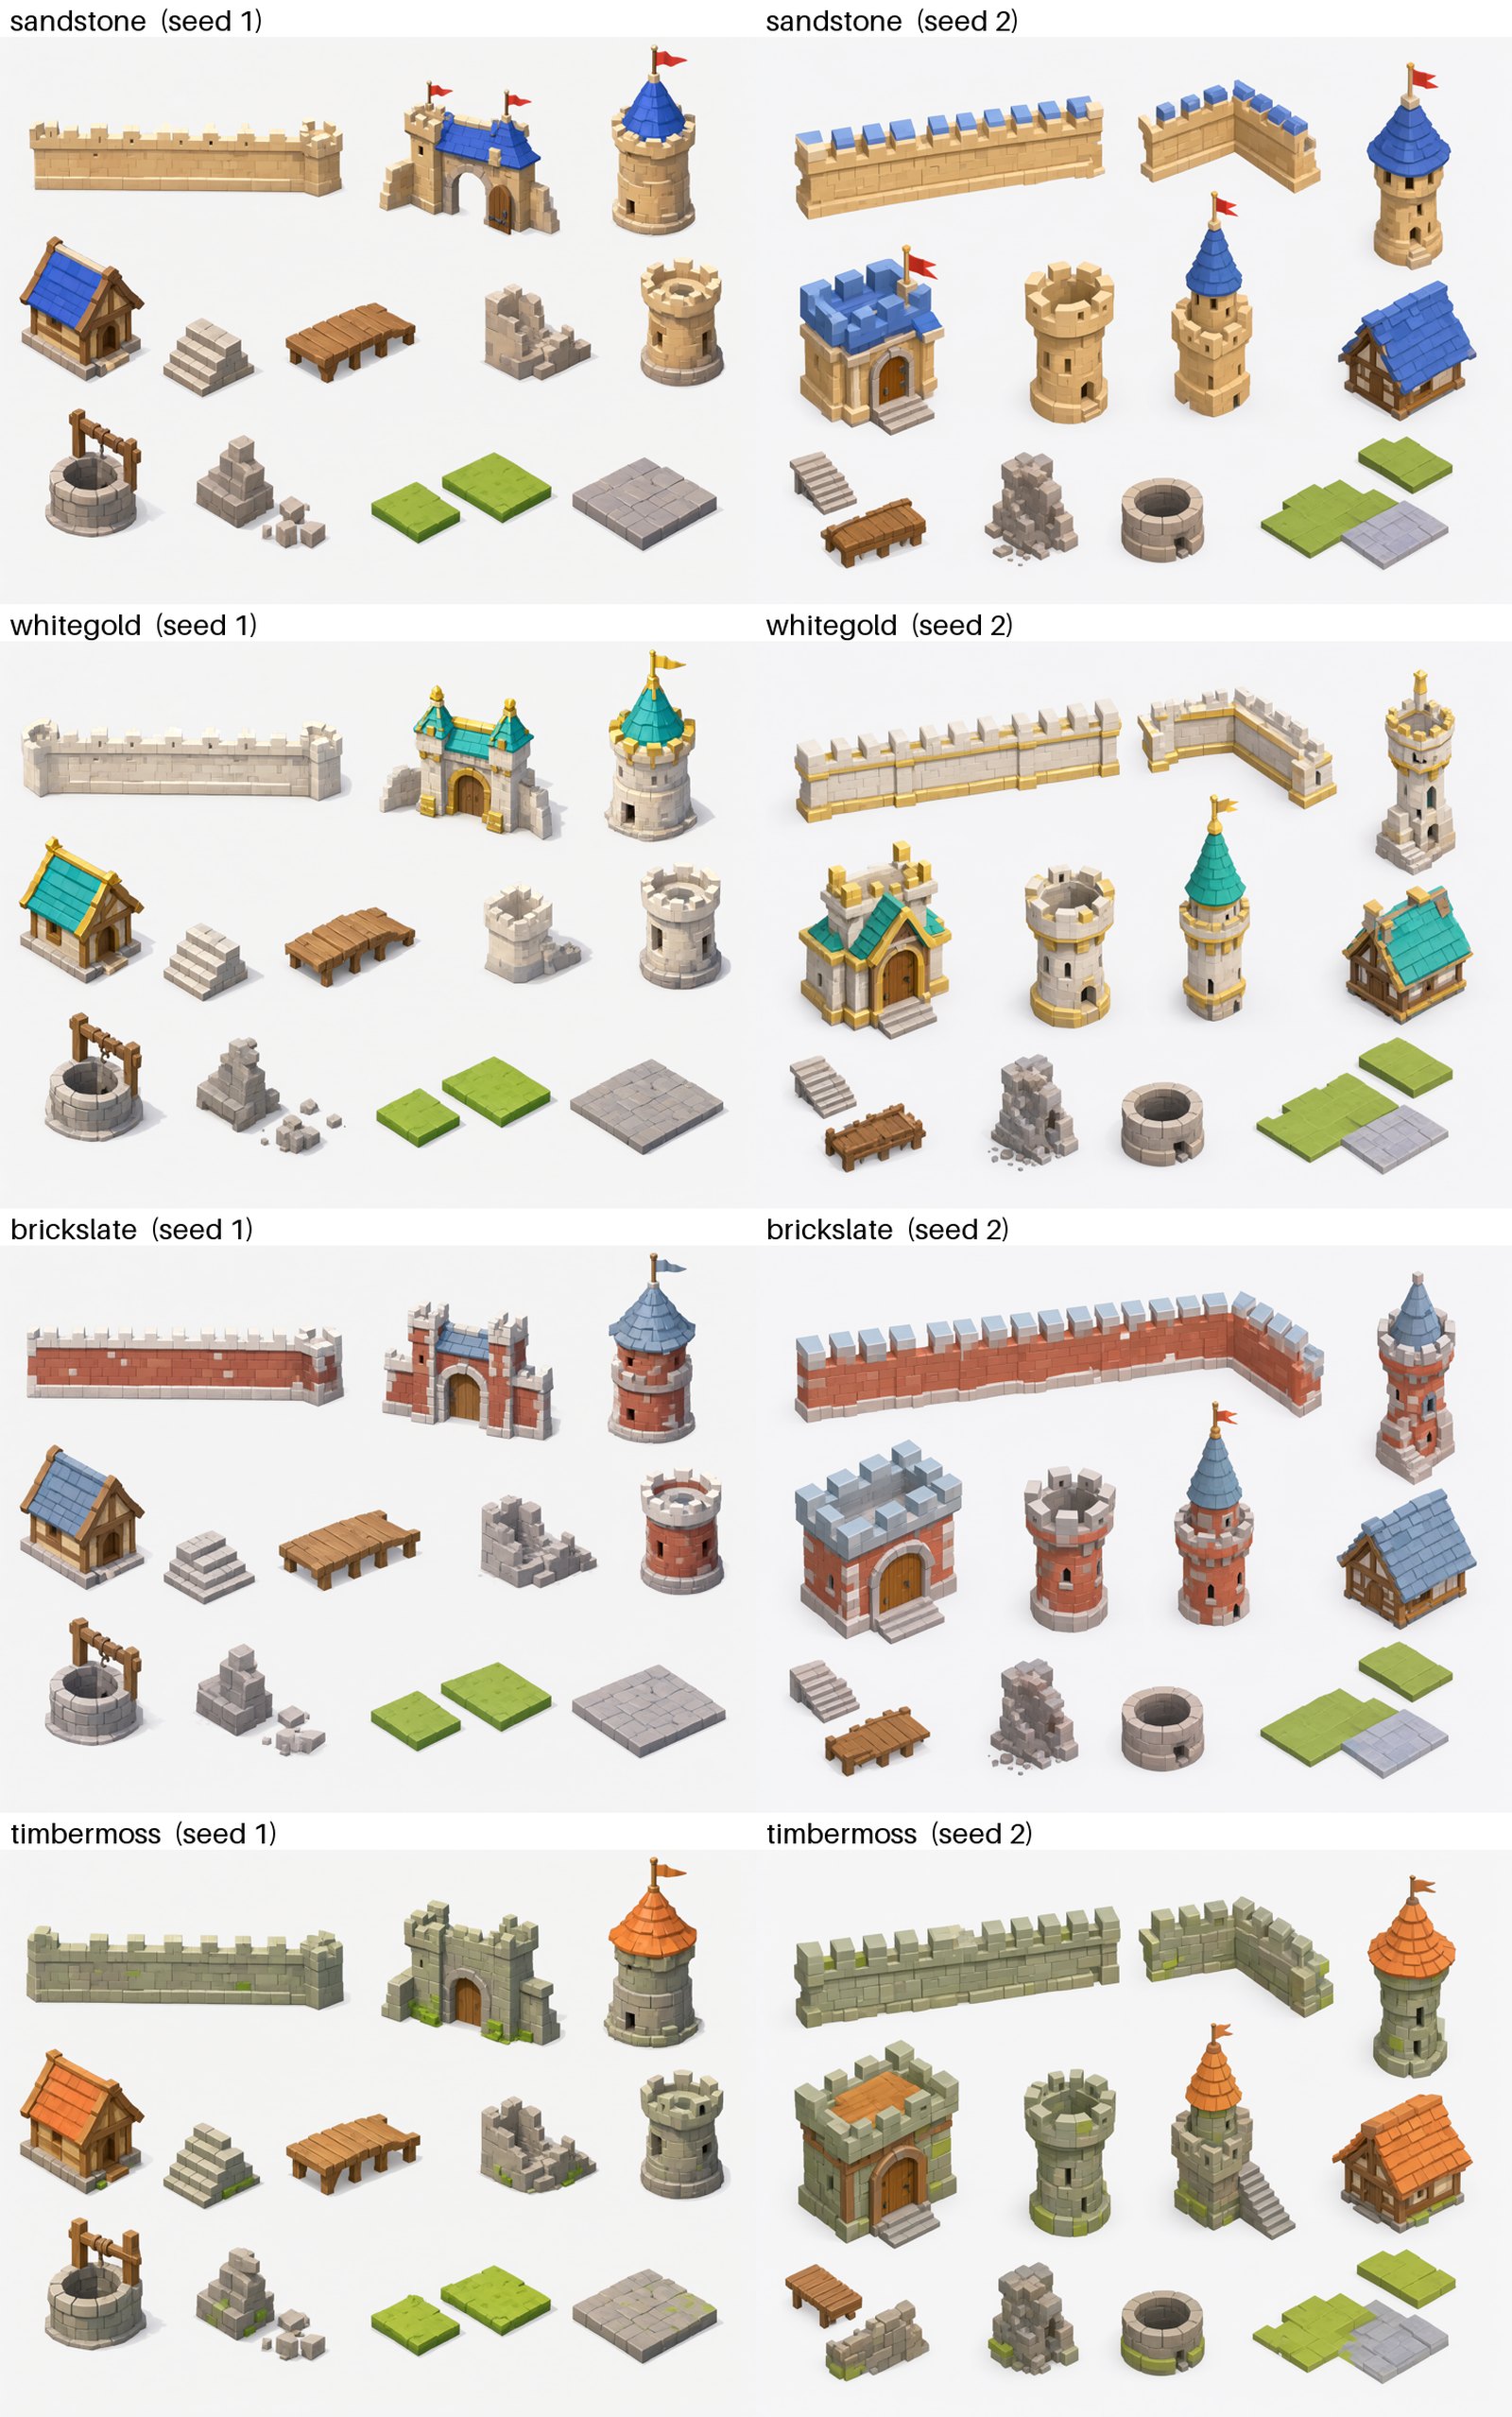 sandstone (seed 1)
sandstone (seed 2)
whitegold (seed 1)
whitegold (seed 2)
brickslate (seed 1)
brickslate (seed 2)
timbermoss (seed 1)
timbermoss (seed 2)